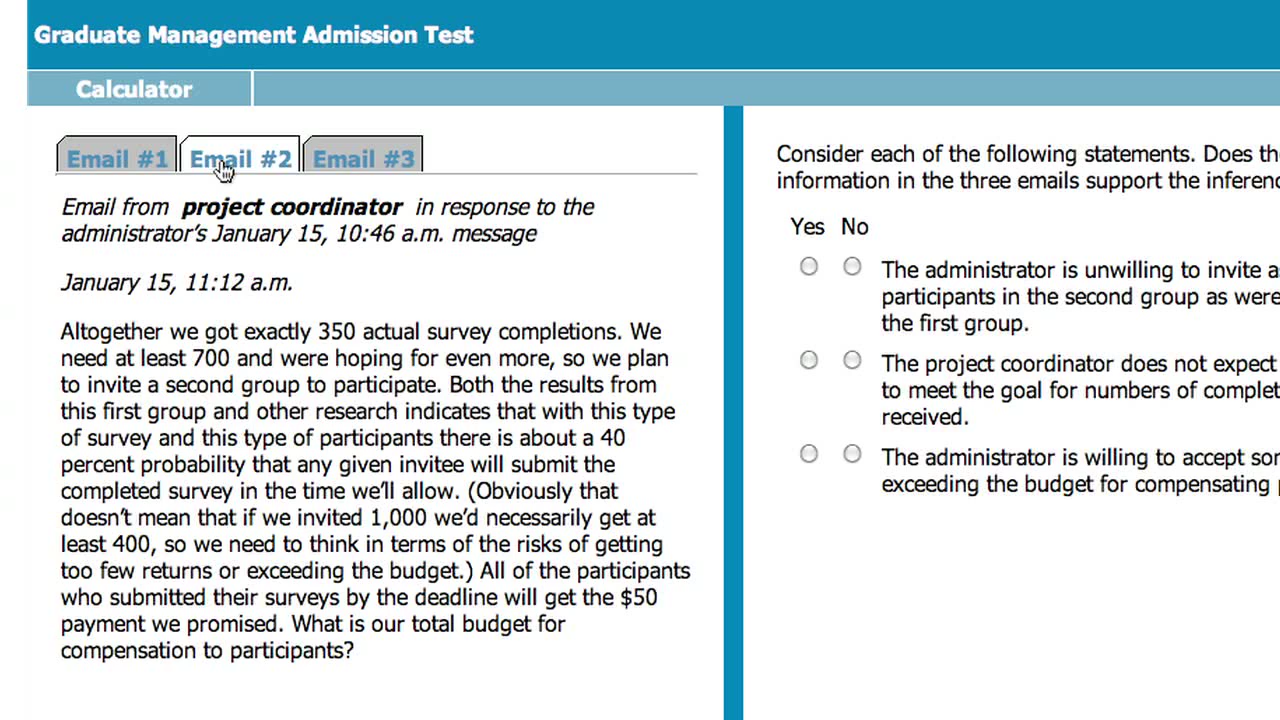 Graduate Management Admission Test
Calculator
Email #1 Email #2 Email #3
Email from project coordinator in response to the
administrator's January 15, 10:46 a.m. message
January 15, 11:12 a.m.
Altogether we got exactly 350 actual survey completions. We
need at least 700 and were hoping for even more, so we plan
to invite a second group to participate. Both the results from
this first group and other research indicates that with this type
of survey and this type of participants there is about a 40
percent probability that any given invitee will submit the
completed survey in the time we'll allow. (Obviously that
doesn't mean that if we invited 1,000 we'd necessarily get at
least 400, so we need to think in terms of the risks of getting
too few returns or exceeding the budget.) All of the participants
who submitted their surveys by the deadline will get the $50
payment we promised. What is our total budget for
compensation to participants?
Consider each of the following statements. Does
information in the three emails support the
Yes No
The administrator is unwilling to invite
participants in the second group as were
the first group.
The project coordinator does not expect
to meet the goal for numbers of
received.
The administrator is willing to accept
exceeding the budget for compensating